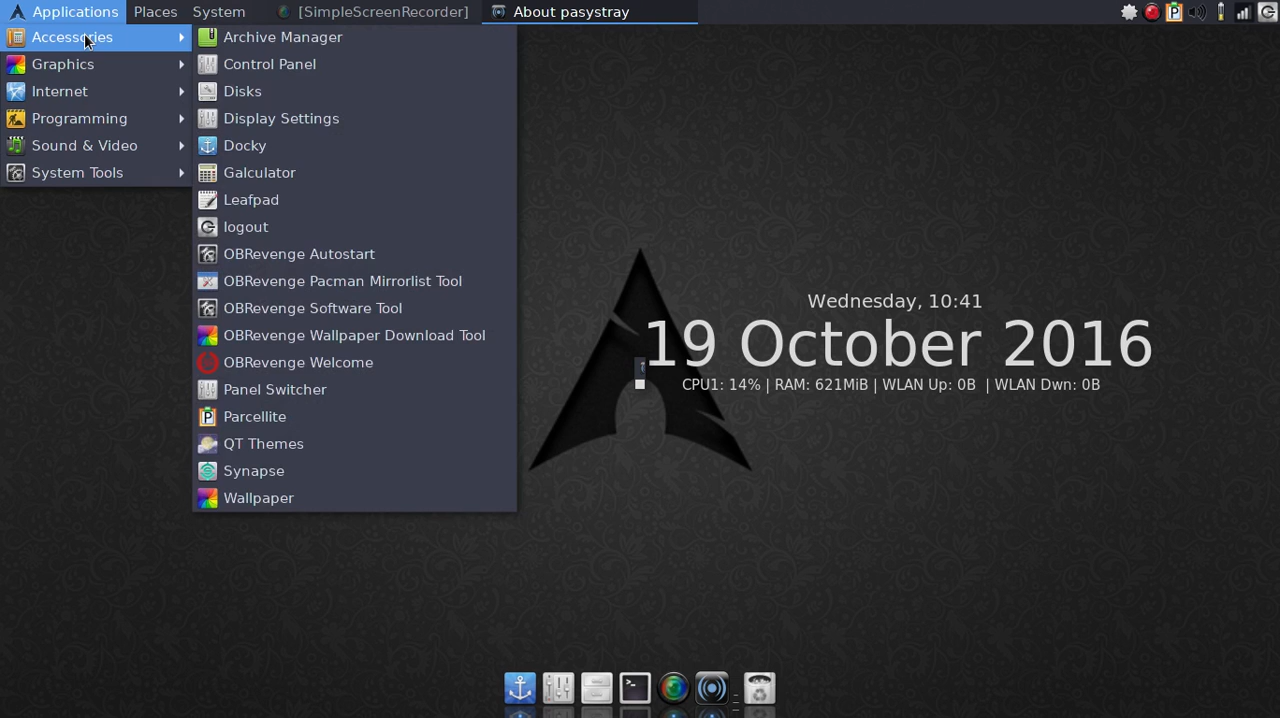 Applications Places System [SimpleScreenRecorder] About pasystray
Accessories
Graphics
Internet
Programming
Sound & Video
System Tools
Archive Manager
Control Panel
Disks
Display Settings
Docky
Galculator
Leafpad
logout
OBRevenge Autostart
OBRevenge Pacman Mirrorlist Tool
OBRevenge Software Tool
OBRevenge Wallpaper Download Tool
OBRevenge Welcome
Panel Switcher
Parcellite
QT Themes
Synapse
Wallpaper
Wednesday, 10:41
19 October 2016
CPU1: 14% | RAM: 621MiB | WLAN Up: 0B | WLAN Dwn: 0B